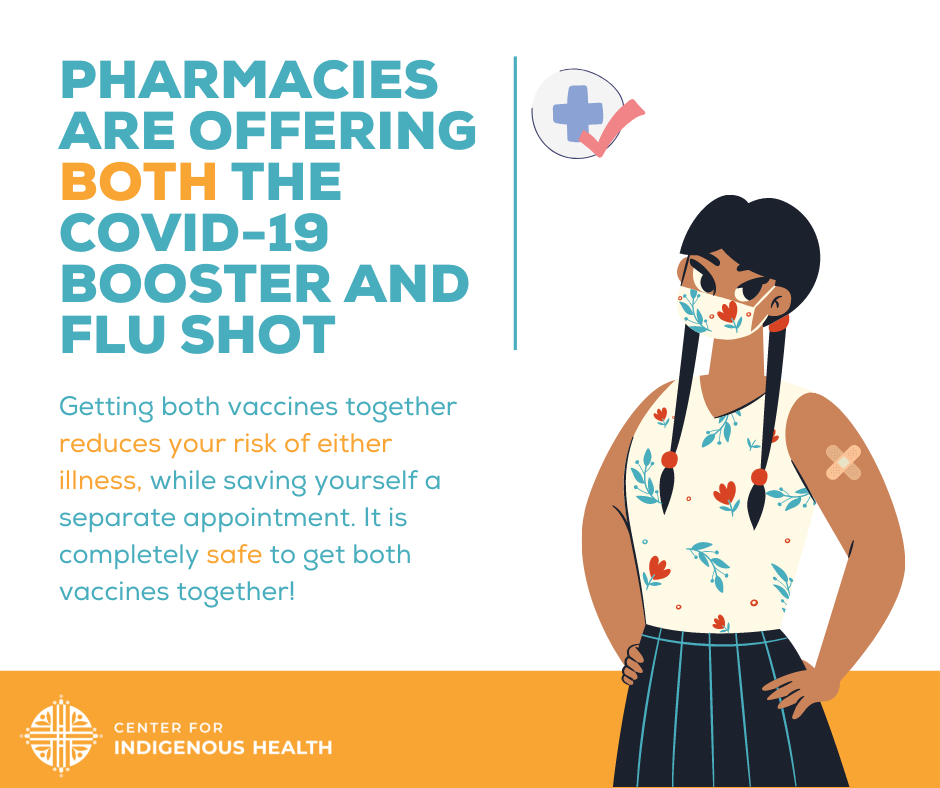 PHARMACIES
ARE OFFERING
BOTH THE
COVID-19
BOOSTER AND
FLU SHOT
Getting both vaccines together
reduces your risk of either
illness, while saving yourself a
separate appointment. It is
completely safe to get both
vaccines together!
CENTER FOR
INDIGENOUS HEALTH